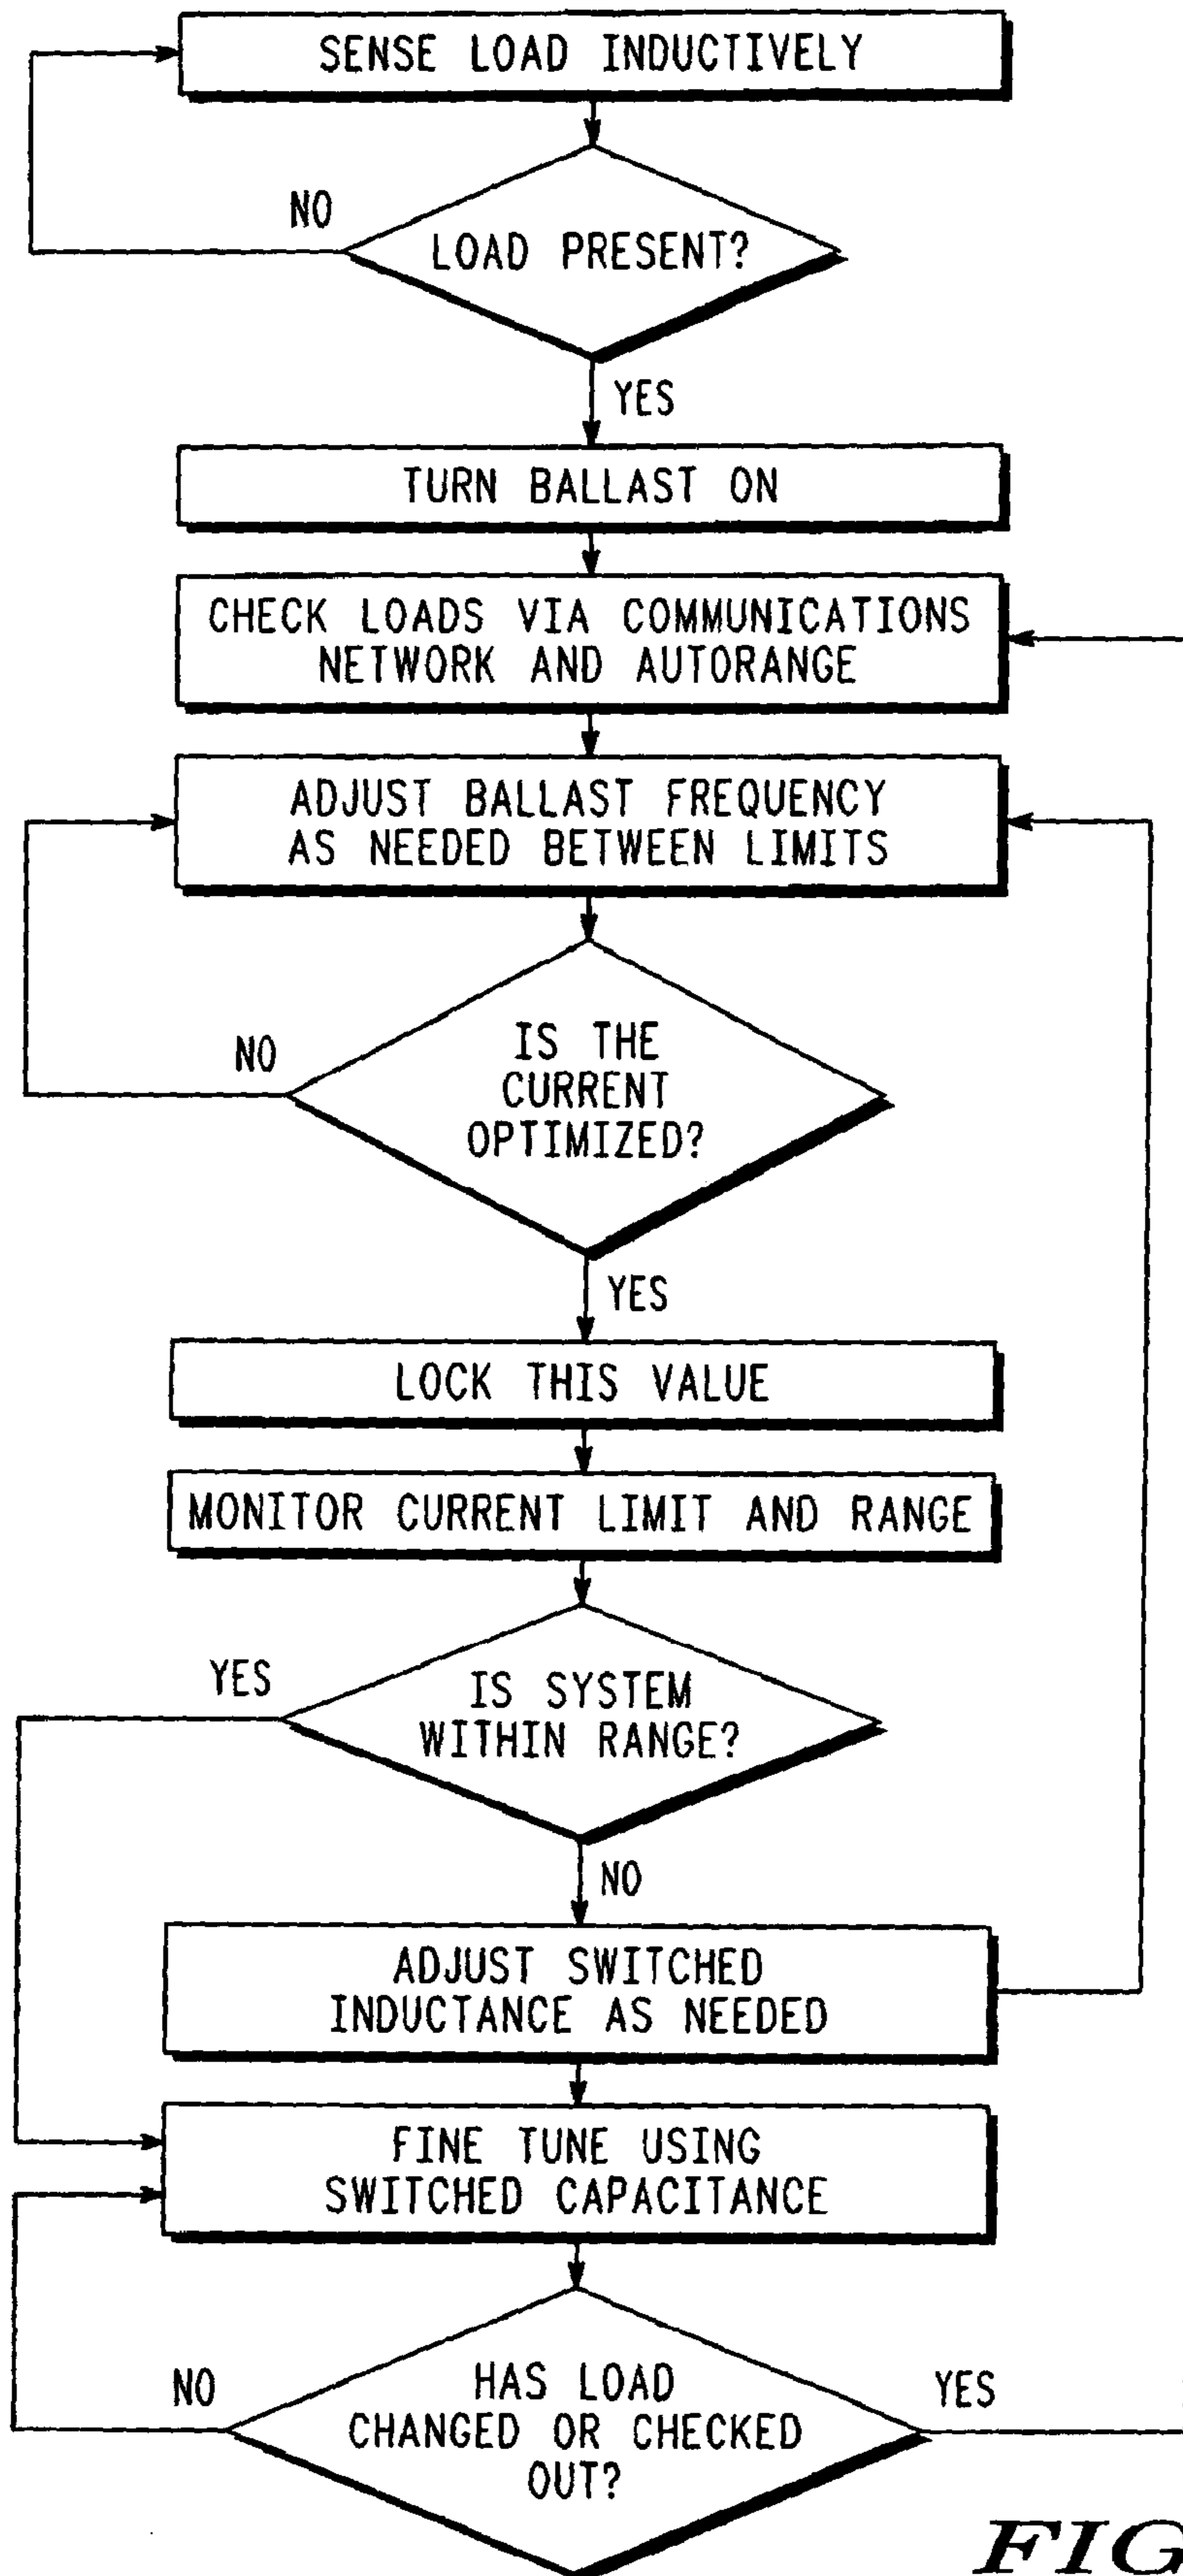 SENSE LOAD INDUCTIVELY
NO
LOAD PRESENT?
YES
TURN BALLAST ON
CHECK LOADS VIA COMMUNICATIONS
NETWORK AND AUTORANGE
ADJUST BALLAST FREQUENCY
AS NEEDED BETWEEN LIMITS
NO
IS THE
CURRENT
OPTIMIZED?
YES
LOCK THIS VALUE
MONITOR CURRENT LIMIT AND RANGE
YES
IS SYSTEM
WITHIN RANGE?
NO
ADJUST SWITCHED
INDUCTANCE AS NEEDED
FINE TUNE USING
SWITCHED CAPACITANCE
NO
HAS LOAD
CHANGED OR CHECKED
OUT?
YES
FIG